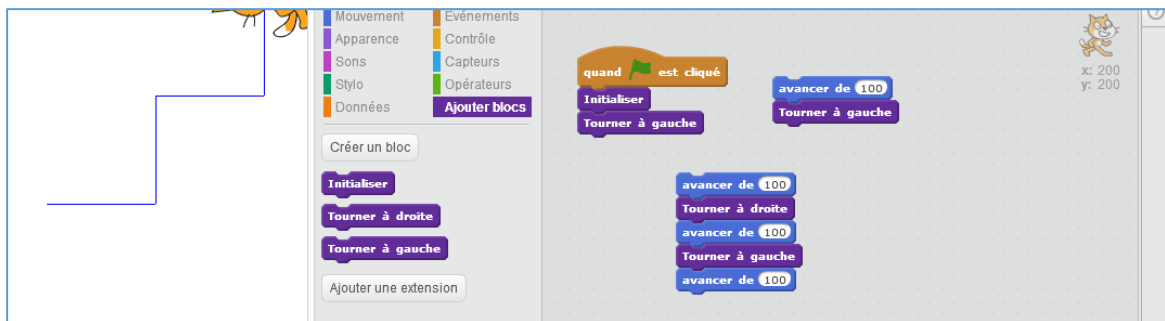 Mouvement Evénements
Apparence Contrôle
Sons Capteurs
Stylo Opérateurs
Données Ajouter blocs
Créer un bloc
Initialiser
Tourner à droite
Tourner à gauche
Ajouter une extension
quand est cliqué
Initialiser
Tourner à gauche
avancer de 100
Tourner à gauche
avancer de 100
Tourner à droite
avancer de 100
Tourner à gauche
avancer de 100
x: 200
y: 200
?